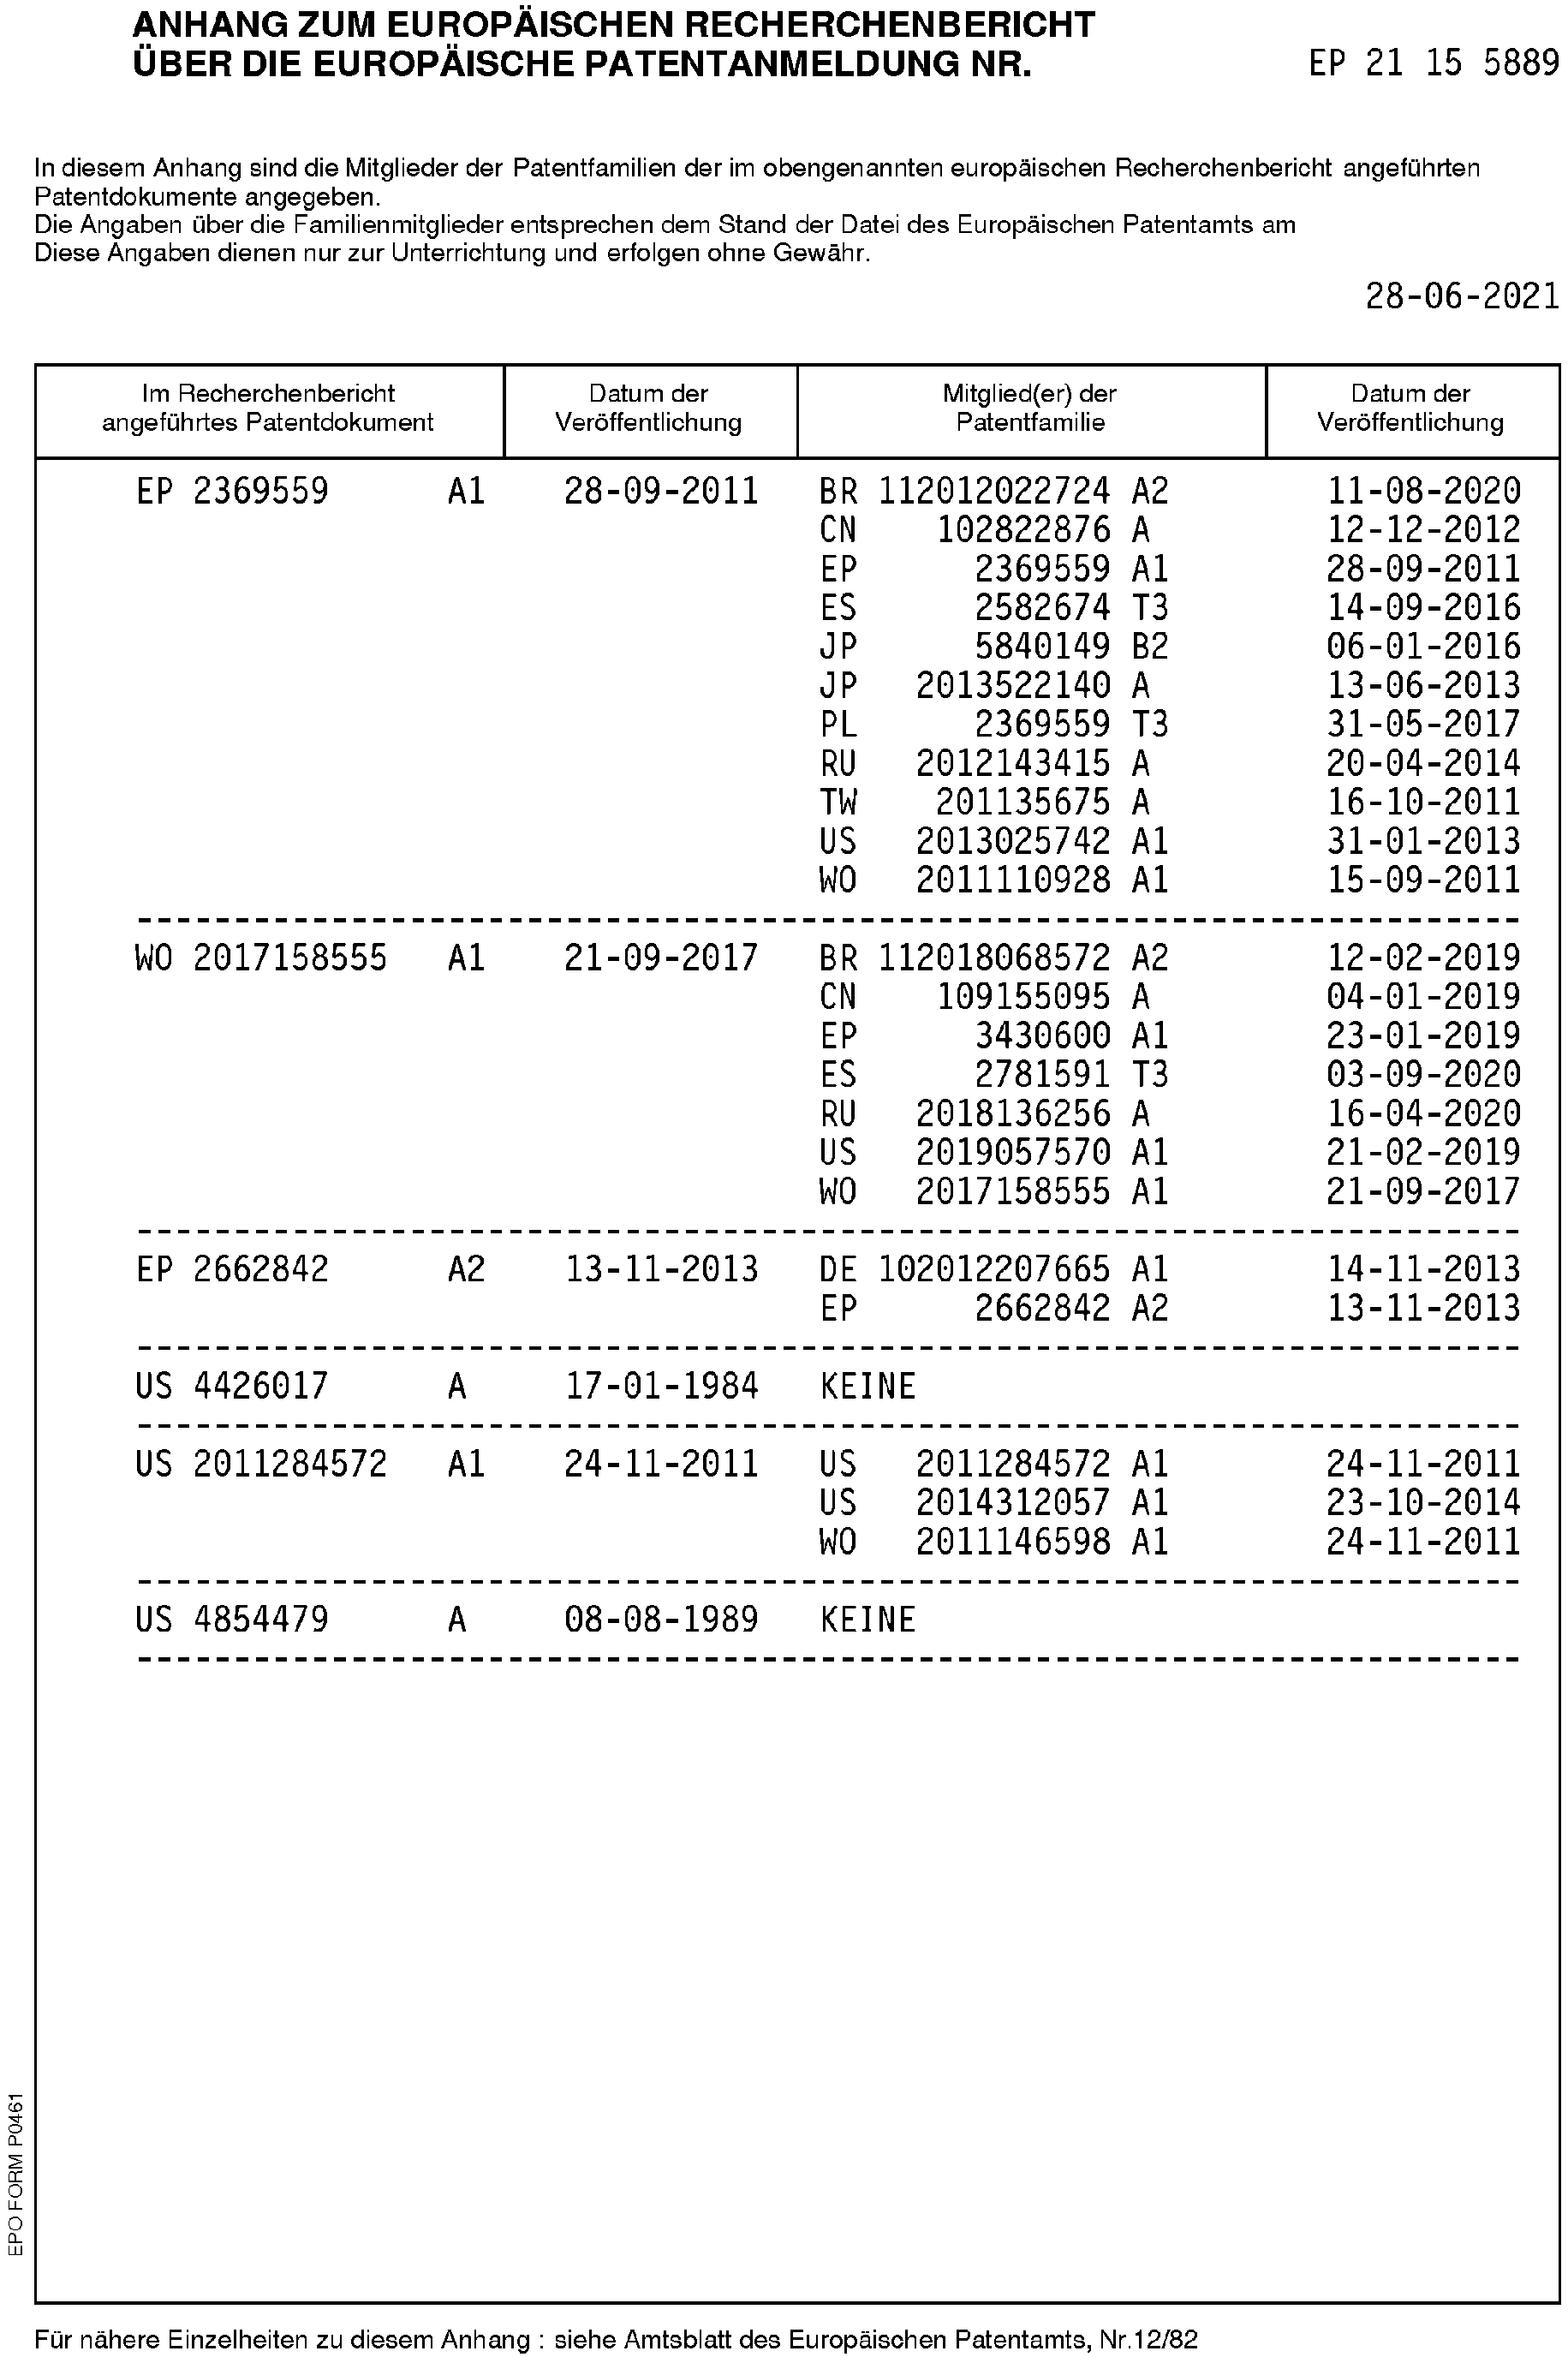 ANHANG ZUM EUROPÄISCHEN RECHERCHENBERICHT
ÜBER DIE EUROPÄISCHE PATENTANMELDUNG NR. EP 21 15 5889
In diesem Anhang sind die Mitglieder der Patentfamilien der im obengenannten europäischen Recherchenbericht angeführten
Patentdokumente angegeben.
Die Angaben über die Familienmitglieder entsprechen dem Stand der Datei des Europäischen Patentamts am
Diese Angaben dienen nur zur Unterrichtung und erfolgen ohne Gewähr.
28-06-2021
Im Recherchenbericht angeführtes Patentdokument
Datum der Veröffentlichung
Mitglied(er) der Patentfamilie
Datum der Veröffentlichung
EP 2369559 A1 28-09-2011 BR 112012022724 A2 11-08-2020
CN 102822876 A 12-12-2012
EP 2369559 A1 28-09-2011
ES 2582674 T3 14-09-2016
JP 5840149 B2 06-01-2016
JP 2013522140 A 13-06-2013
PL 2369559 T3 31-05-2017
RU 2012143415 A 20-04-2014
TW 201135675 A 16-10-2011
US 2013025742 A1 31-01-2013
WO 2011110928 A1 15-09-2011
WO 2017158555 A1 21-09-2017 BR 112018068572 A2 12-02-2019
CN 109155095 A 04-01-2019
EP 3430600 A1 23-01-2019
ES 2781591 T3 03-09-2020
RU 2018136256 A 16-04-2020
US 2019057570 A1 21-02-2019
WO 2017158555 A1 21-09-2017
EP 2662842 A2 13-11-2013 DE 102012207665 A1 14-11-2013
EP 2662842 A2 13-11-2013
US 4426017 A 17-01-1984 KEINE
US 2011284572 A1 24-11-2011 US 2011284572 A1 24-11-2011
US 2014312057 A1 23-10-2014
WO 2011146598 A1 24-11-2011
US 4854479 A 08-08-1989 KEINE
EPO FORM P0461
Für nähere Einzelheiten zu diesem Anhang : siehe Amtsblatt des Europäischen Patentamts, Nr.12/82